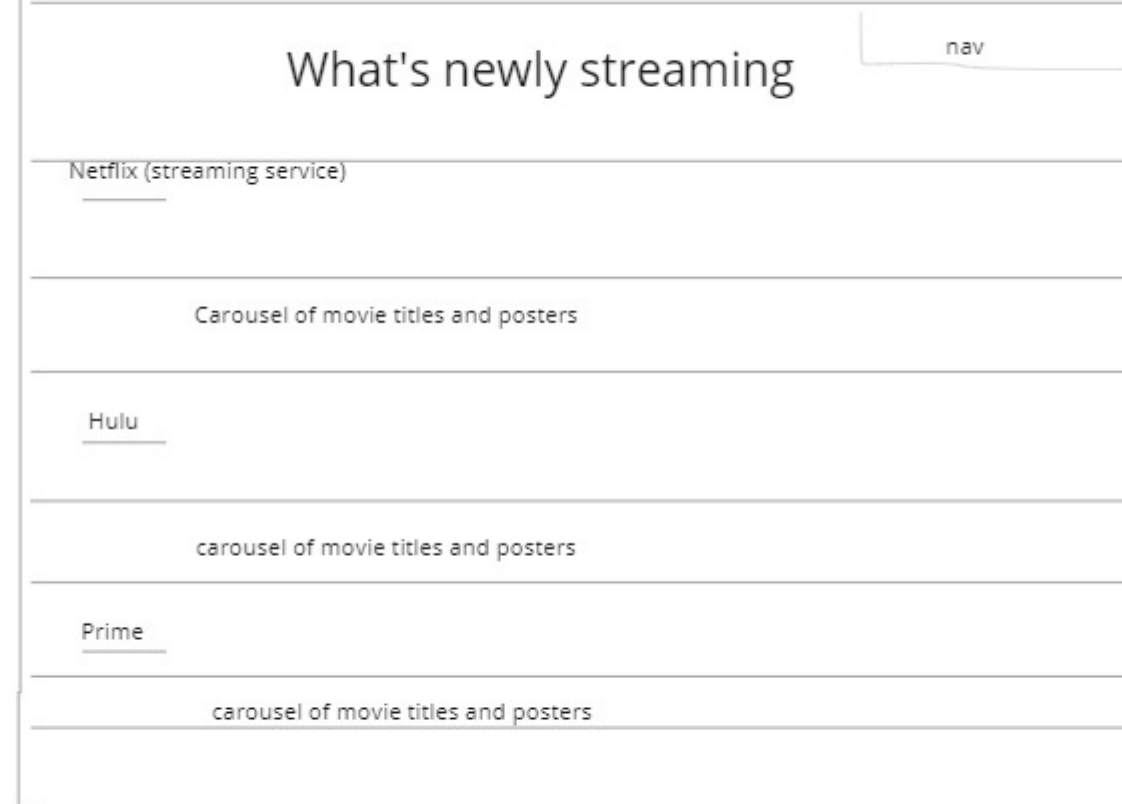 What's newly streaming
nav
Netflix (streaming service)
Carousel of movie titles and posters
Hulu
carousel of movie titles and posters
Prime
carousel of movie titles and posters